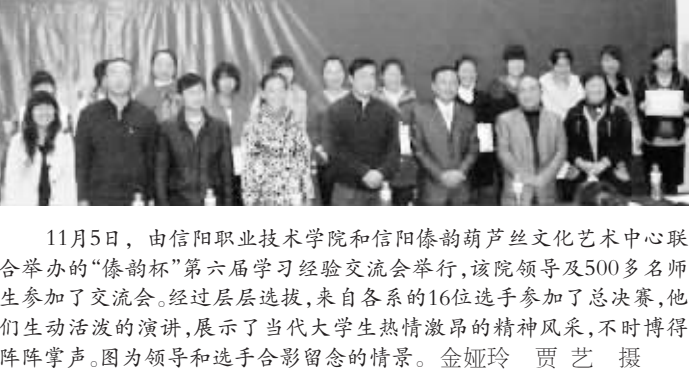 11月5日，由信阳职业技术学院和信阳傣韵葫芦丝文化艺术中心联
合举办的“傣韵杯”第六届学习经验交流会举行,该院领导及500多名师
生参加了交流会。经过层层选拔,来自各系的16位选手参加了总决赛,他
们生动活泼的演讲,展示了当代大学生热情激昂的精神风采,不时博得
阵阵掌声。图为领导和选手合影留念的情景。 金娅玲 贾 艺 摄